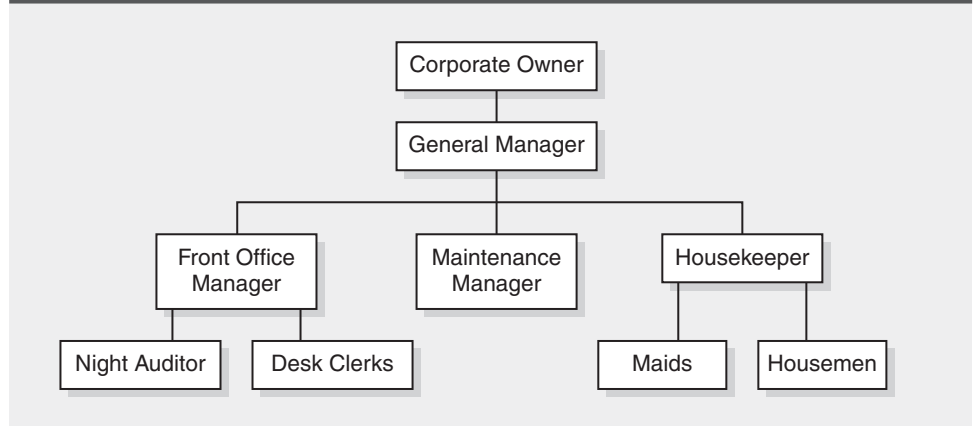 Corporate Owner
General Manager
Front Office
Manager
Maintenance
Manager
Housekeeper
Night Auditor
Desk Clerks
Maids
Housemen